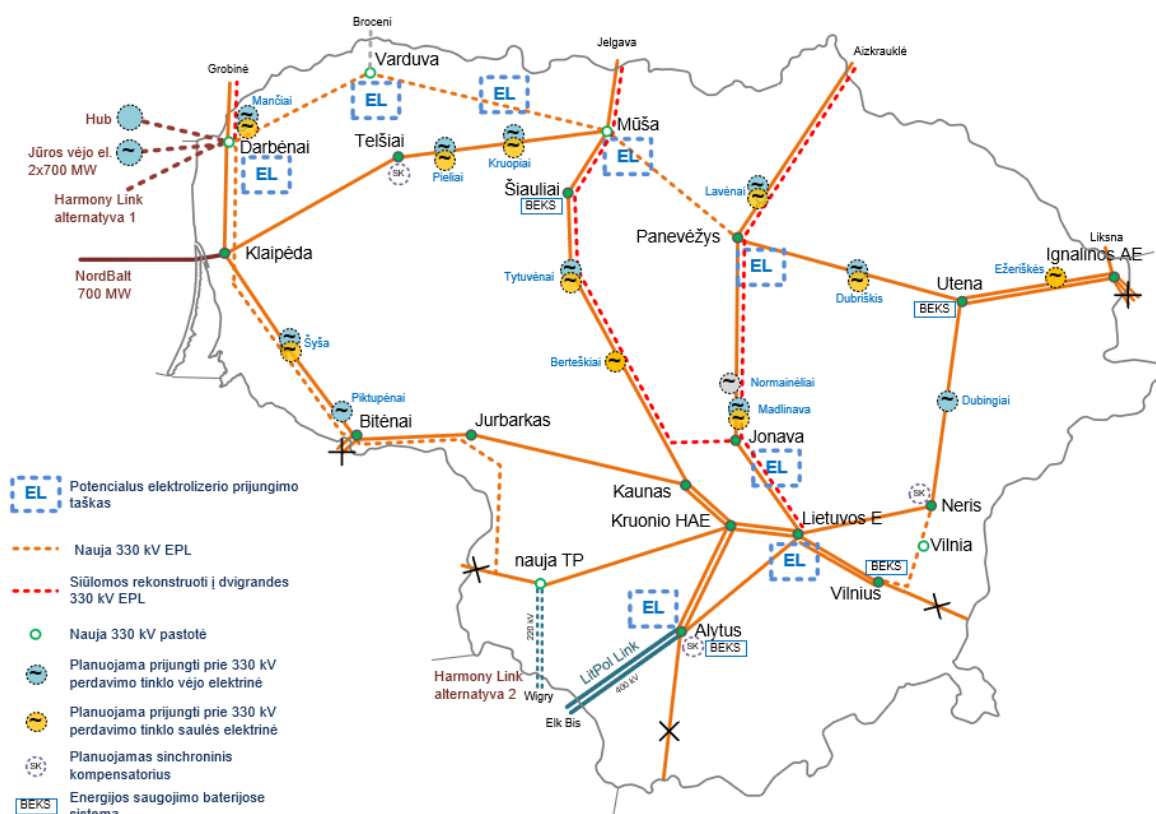 Broceni
Varduva
Jelgava
Aizkrauklė
Grobinė
Mančiai
EL
EL
Hub
Darbėnai
Telšiai
Mūša
Jūros vėjo el.
2x700 MW
EL
SK
Pieliai
Kruopiai
EL
Harmony Link
alternatyva 1
Šiauliai
BEKS
Lavėnai
Panevėžys
Klaipėda
EL
Liksna
Ignalinos AE
NordBalt
700 MW
Tytuvėnai
Dubriškis
Utena
Ežeriškės
BEKS
Šyša
Berteškiai
Normainėliai
Piktupėnai
Madlinava
Dubingiai
Bitėnai
Jurbarkas
Jonava
EL
Potencialus elektrolizerio prijungimo
taškas
EL
Kaunas
SK
Neris
Kruonio HAE
Lietuvos E
Nauja 330 kV EPL
nauja TP
Vilnia
EL
BEKS
Vilnius
Siūlomos rekonstruoti į dvigrandes
330 kV EPL
EL
220 kV
Alytus
Nauja 330 kV pastotė
SK
BEKS
LitPol Link
400 kV
Planuojama prijungti prie 330 kV
perdavimo tinklo vėjo elektrinė
Harmony Link
alternatyva 2
Wigry
Elk Bis
Planuojama prijungti prie 330 kV
perdavimo tinklo saulės elektrinė
SK
Planuojamas sinchroninis
kompensatorius
BEKS
Energijos saugojimo baterijose
sistema